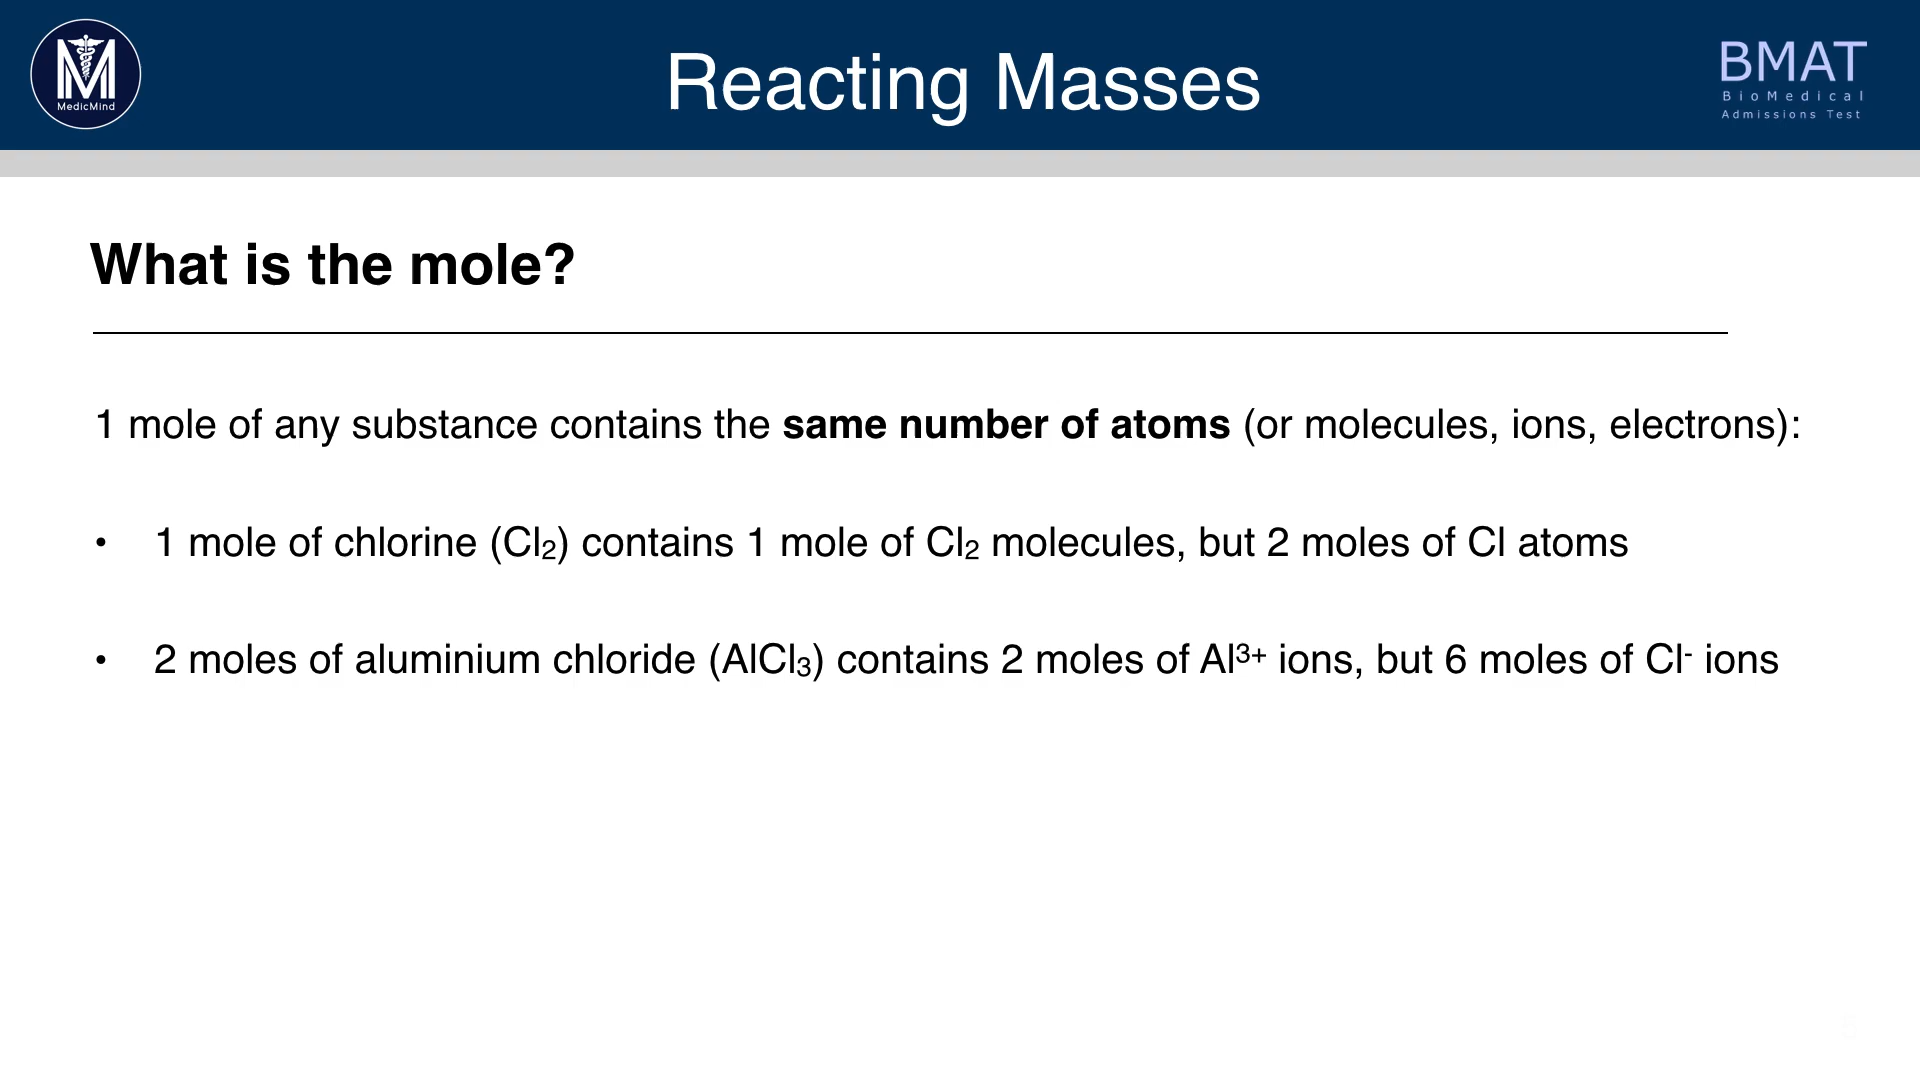 MedicMind
Reacting Masses
BMAT
BioMedical
Admissions Test
What is the mole?
1 mole of any substance contains the same number of atoms (or molecules, ions, electrons):
• 1 mole of chlorine (Cl₂) contains 1 mole of Cl₂ molecules, but 2 moles of Cl atoms
• 2 moles of aluminium chloride (AlCl₃) contains 2 moles of Al³⁺ ions, but 6 moles of Cl⁻ ions